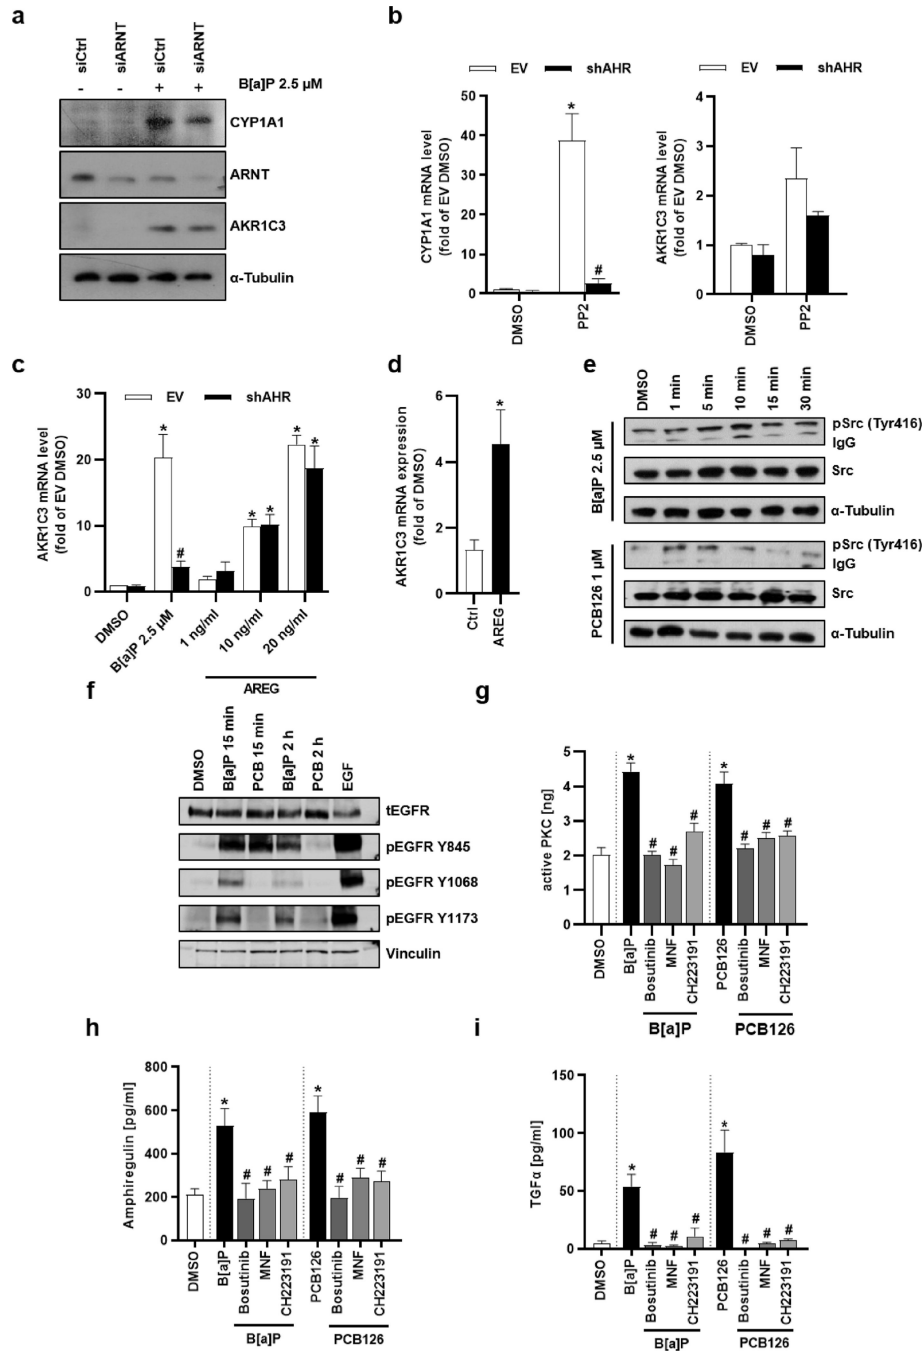 a
siCtrl
siARNT
siCtrl
siARNT
- - + + B[a]P 2.5 µM
CYP1A1
ARNT
AKR1C3
α-Tubulin
b
EV shAHR
CYP1A1 mRNA level
(fold of EV DMSO)
50
40
30
20
10
0
*
#
DMSO
PP2
EV shAHR
AKR1C3 mRNA level
(fold of EV DMSO)
4
3
2
1
0
DMSO
PP2
c
EV shAHR
AKR1C3 mRNA level
(fold of EV DMSO)
30
20
10
0
*
#
* *
* *
DMSO
B[a]P 2.5 µM
1 ng/ml
10 ng/ml
20 ng/ml
AREG
d
AKR1C3 mRNA expression
(fold of DMSO)
6
4
2
0
*
Ctrl
AREG
e
DMSO
1 min
5 min
10 min
15 min
30 min
B[a]P 2.5 µM
pSrc (Tyr416)
IgG
Src
α-Tubulin
PCB126 1 µM
pSrc (Tyr416)
IgG
Src
α-Tubulin
f
DMSO
B[a]P 15 min
PCB 15 min
B[a]P 2 h
PCB 2 h
EGF
tEGFR
pEGFR Y845
pEGFR Y1068
pEGFR Y1173
Vinculin
g
active PKC [ng]
5
4
3
2
1
0
*
# # #
*
# # #
DMSO
B[a]P
Bosutinib
MNF
CH223191
PCB126
Bosutinib
MNF
CH223191
B[a]P PCB126
h
Amphiregulin [pg/ml]
800
600
400
200
0
*
# # #
*
# # #
DMSO
B[a]P
Bosutinib
MNF
CH223191
PCB126
Bosutinib
MNF
CH223191
B[a]P PCB126
i
TGFα [pg/ml]
150
100
50
0
*
# # #
*
# # #
DMSO
B[a]P
Bosutinib
MNF
CH223191
PCB126
Bosutinib
MNF
CH223191
B[a]P PCB126